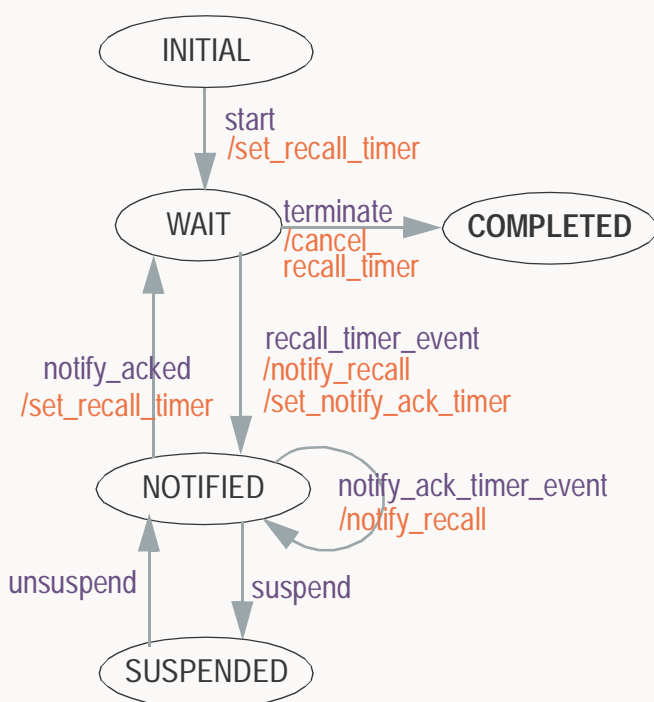 INITIAL
start
/set_recall_timer
WAIT
terminate
/cancel_
recall_timer
COMPLETED
notify_acked
/set_recall_timer
recall_timer_event
/notify_recall
/set_notify_ack_timer
NOTIFIED
notify_ack_timer_event
/notify_recall
unsuspend
suspend
SUSPENDED